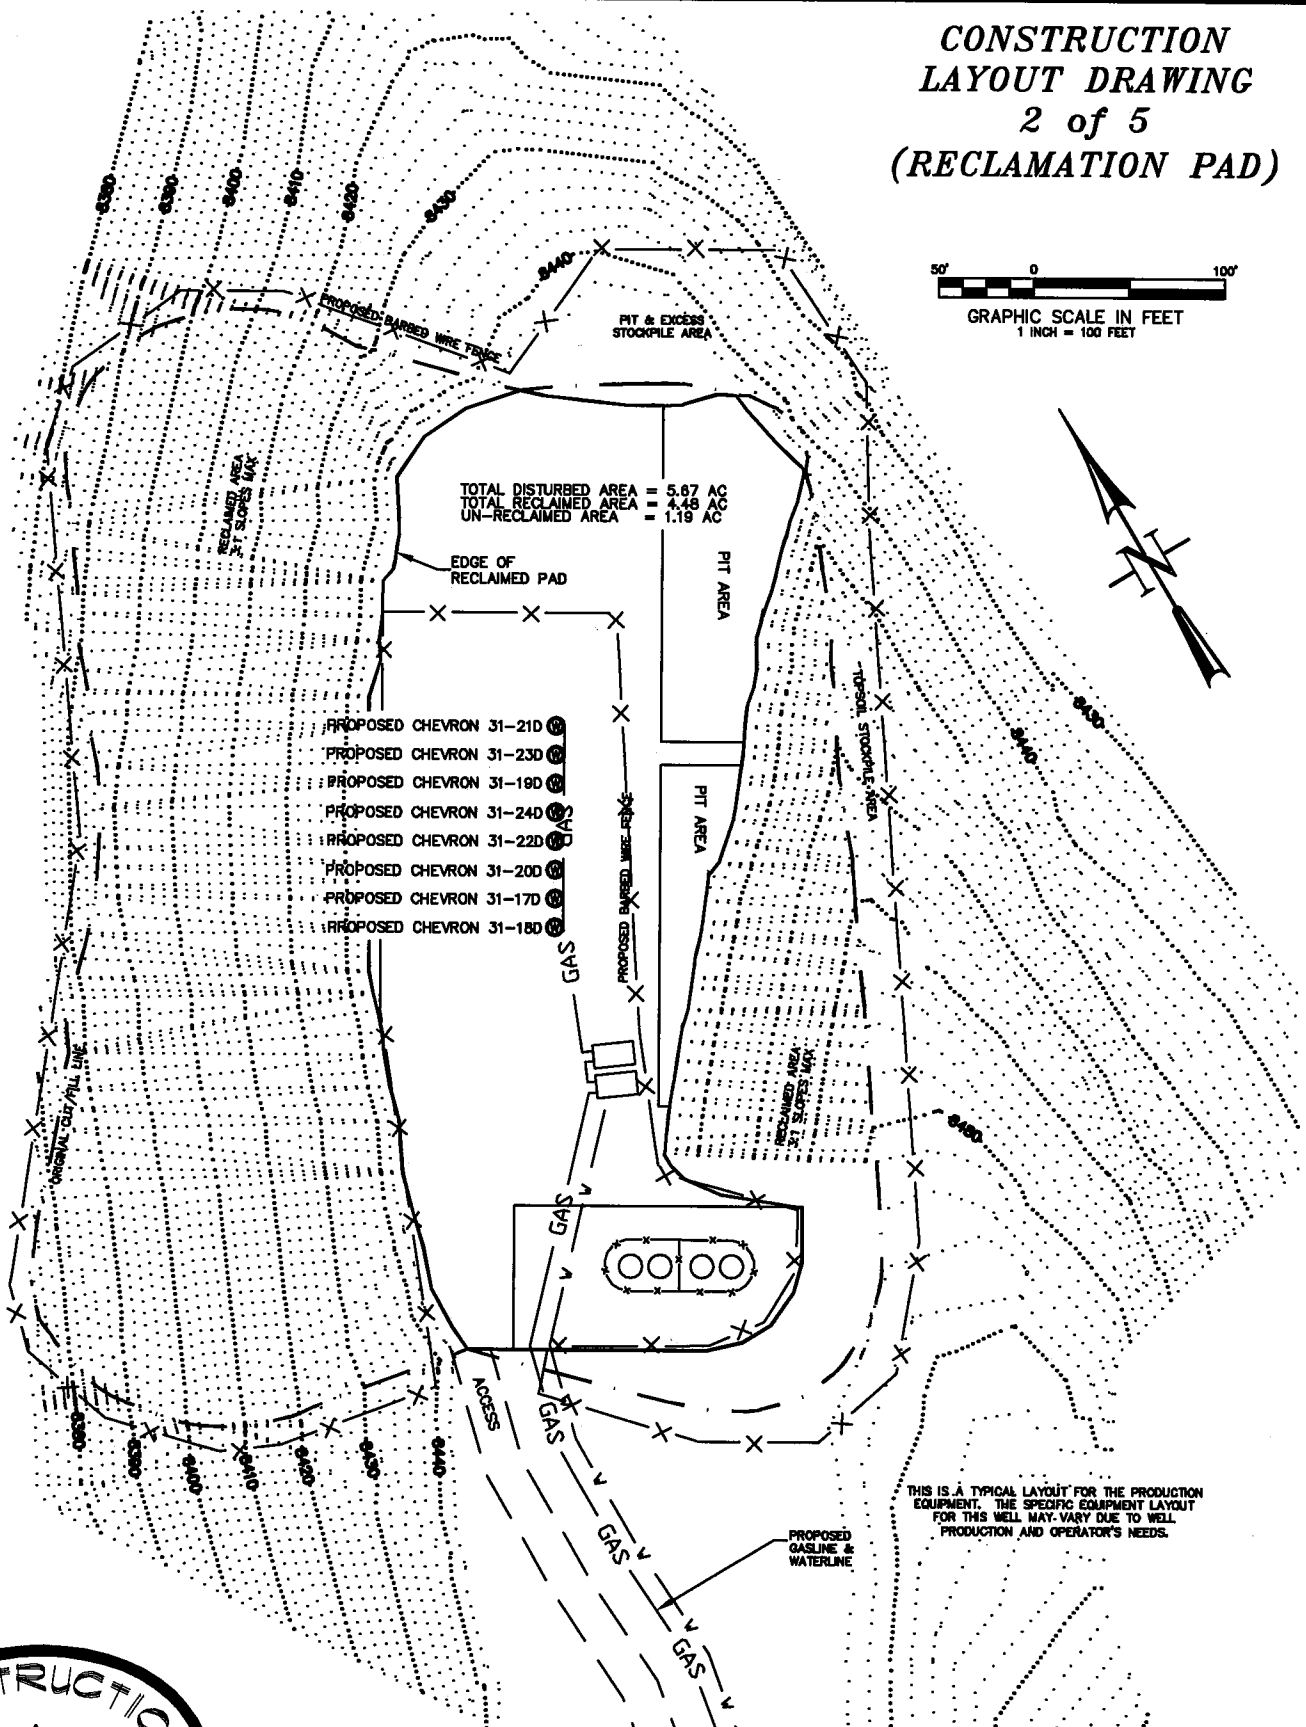 CONSTRUCTION
LAYOUT DRAWING
2 of 5
(RECLAMATION PAD)
50'
0
100'
GRAPHIC SCALE IN FEET
1 INCH = 100 FEET
8380
8390
8400
8410
8420
8430
8440
PROPOSED BARBED WIRE FENCE
PIT & EXCESS
STOCKPILE AREA
RECLAIMED AREA
3:1 SLOPES MAX
TOTAL DISTURBED AREA = 5.67 AC
TOTAL RECLAIMED AREA = 4.48 AC
UN-RECLAIMED AREA = 1.19 AC
EDGE OF
RECLAIMED PAD
PIT AREA
TOPSOIL STOCKPILE AREA
8430
8440
PROPOSED CHEVRON 31-21D W
PROPOSED CHEVRON 31-23D W
PROPOSED CHEVRON 31-19D W
PROPOSED CHEVRON 31-24D W
PROPOSED CHEVRON 31-22D W
PROPOSED CHEVRON 31-20D W
PROPOSED CHEVRON 31-17D W
PROPOSED CHEVRON 31-18D W
GAS
GAS
PROPOSED BARBED WIRE FENCE
PIT AREA
ORIGINAL CUT/FILL LINE
RECLAIMED AREA
3:1 SLOPES MAX
8450
GAS
W
W
ACCESS
GAS
W
GAS
W
W
GAS
W
8380
8390
8400
8410
8420
8430
8440
PROPOSED
GASLINE &
WATERLINE
THIS IS A TYPICAL LAYOUT FOR THE PRODUCTION
EQUIPMENT. THE SPECIFIC EQUIPMENT LAYOUT
FOR THIS WELL MAY VARY DUE TO WELL
PRODUCTION AND OPERATOR'S NEEDS.
TRUCTIO